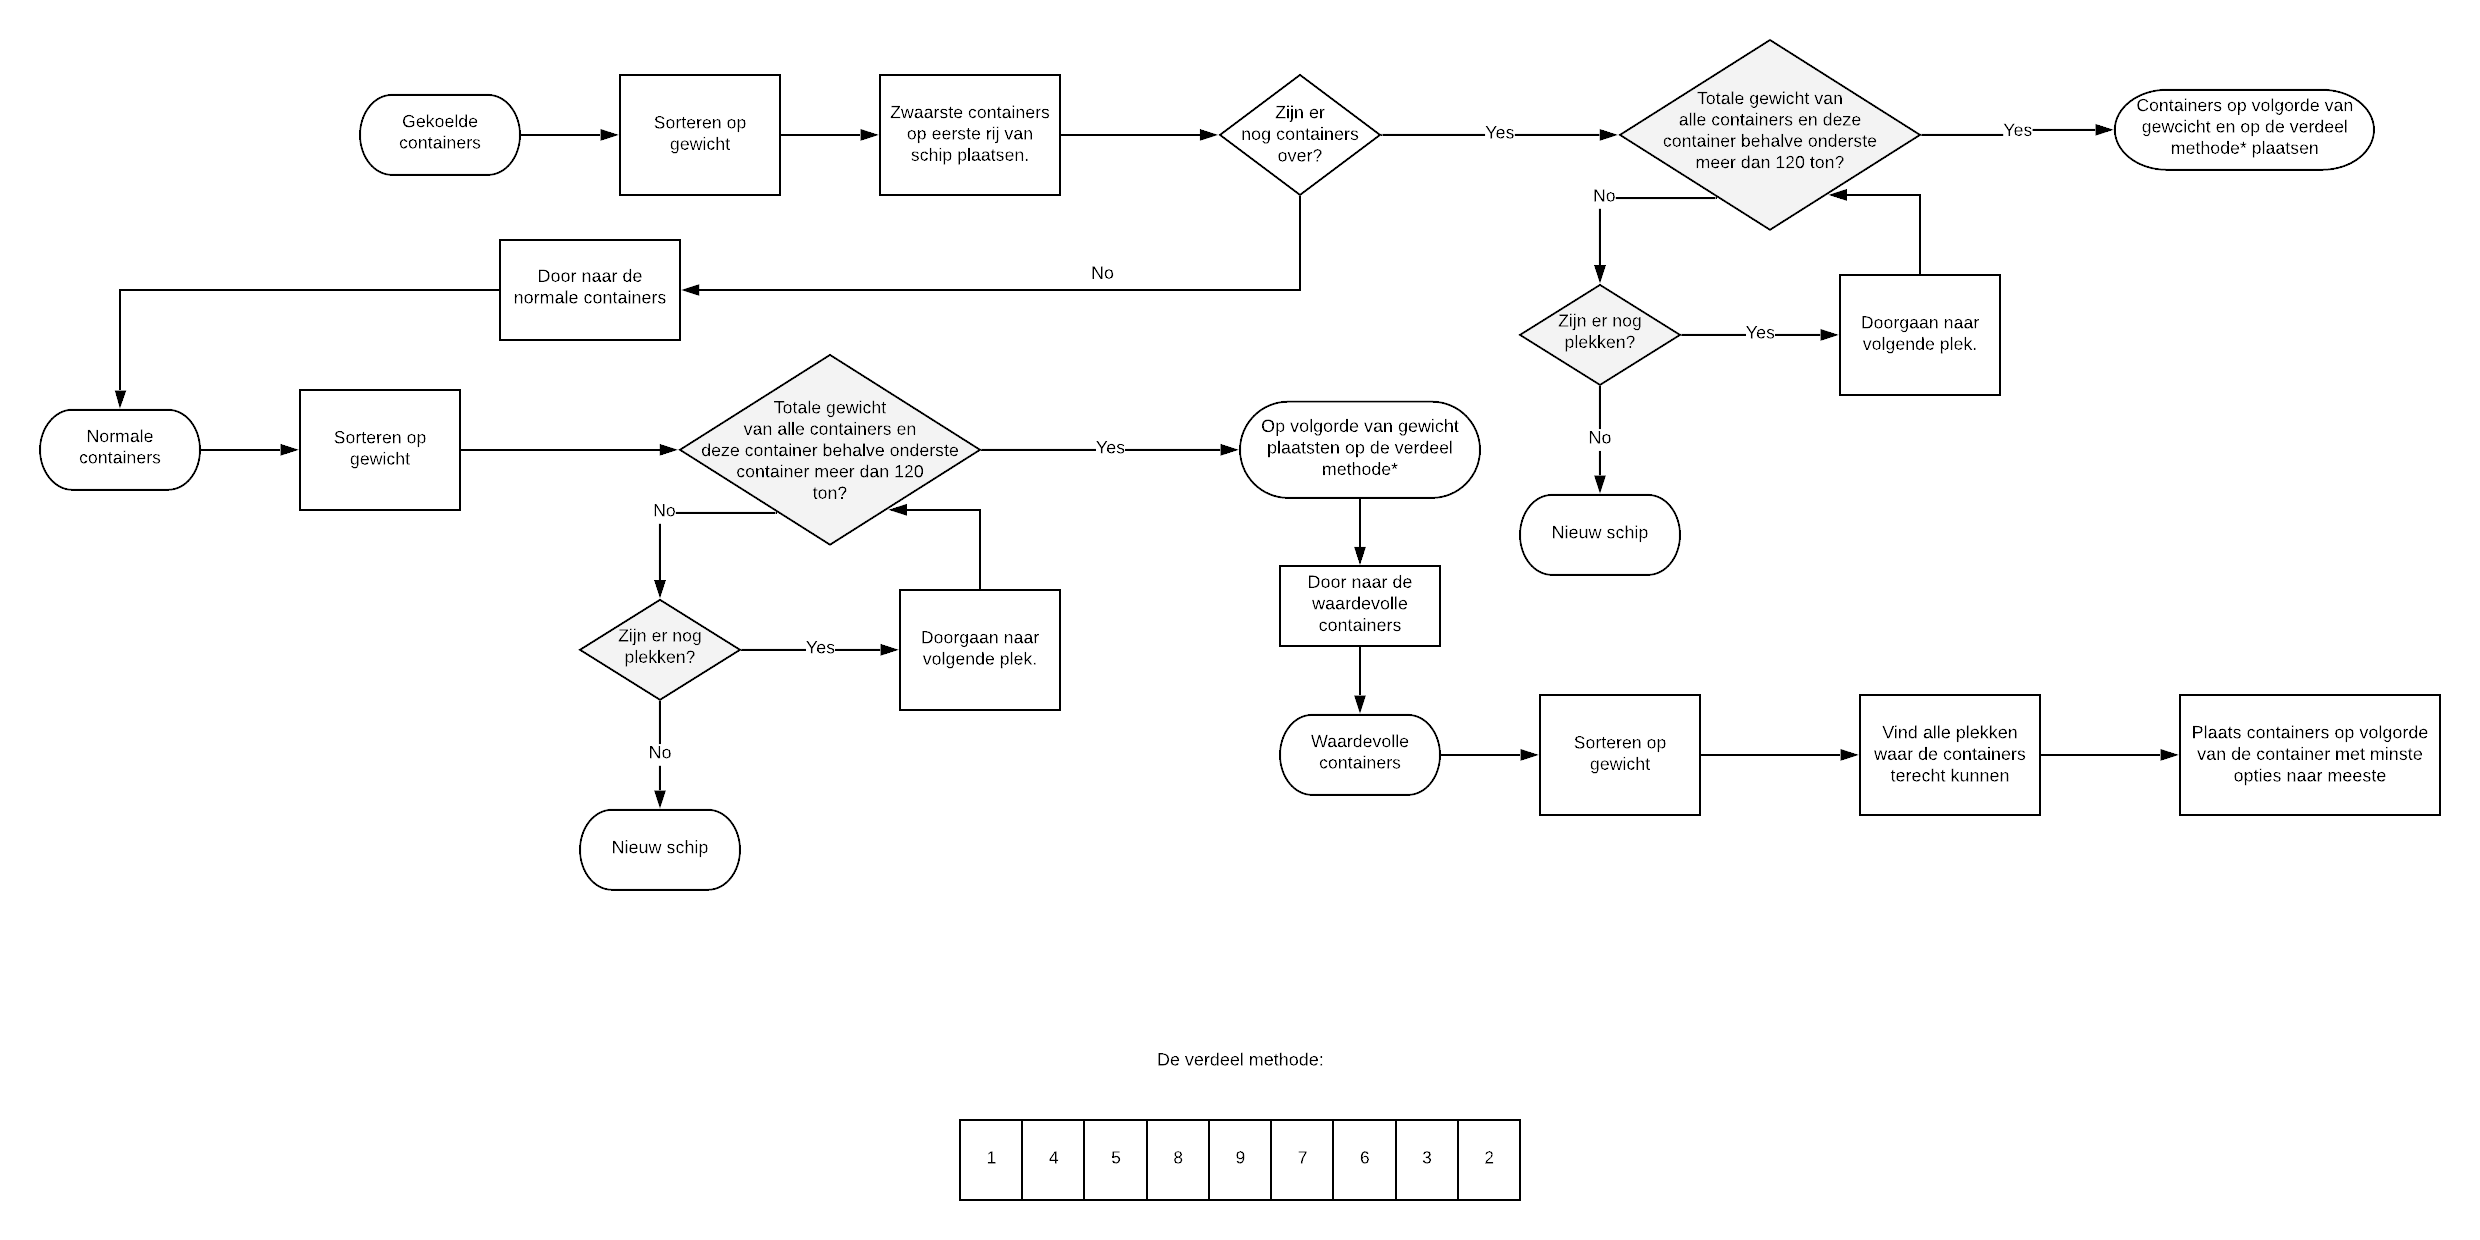 Gekoelde
containers
Sorteren op
gewicht
Zwaarste containers
op eerste rij van
schip plaatsen.
Zijn er
nog containers
over?
Yes
Totale gewicht van
alle containers en deze
container behalve onderste
meer dan 120 ton?
Yes
Containers op volgorde van
gewcicht en op de verdeel
methode* plaatsen
No
Zijn er nog
plekken?
Yes
Doorgaan naar
volgende plek.
No
Nieuw schip
No
Door naar de
normale containers
Normale
containers
Sorteren op
gewicht
Totale gewicht
van alle containers en
deze container behalve onderste
container meer dan 120
ton?
Yes
Op volgorde van gewicht
plaatsten op de verdeel
methode*
No
Zijn er nog
plekken?
Yes
Doorgaan naar
volgende plek.
No
Nieuw schip
Door naar de
waardevolle
containers
Waardevolle
containers
Sorteren op
gewicht
Vind alle plekken
waar de containers
terecht kunnen
Plaats containers op volgorde
van de container met minste
opties naar meeste
De verdeel methode:
1 4 5 8 9 7 6 3 2